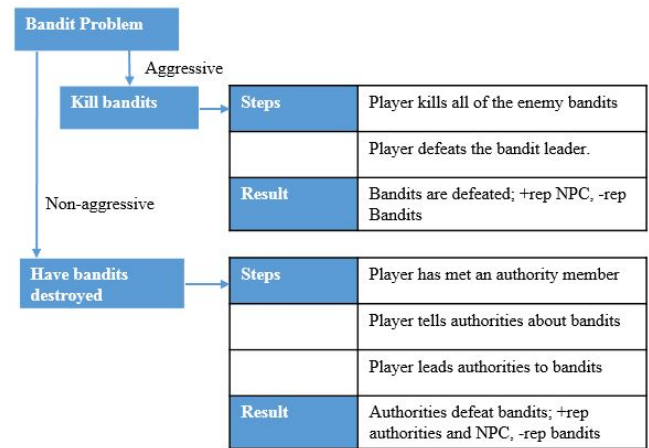 Bandit Problem
Aggressive
Kill bandits
Steps
Player kills all of the enemy bandits
Player defeats the bandit leader.
Result
Bandits are defeated; +rep NPC, -rep
Bandits
Non-aggressive
Have bandits
destroyed
Steps
Player has met an authority member
Player tells authorities about bandits
Player leads authorities to bandits
Result
Authorities defeat bandits; +rep
authorities and NPC, -rep bandits